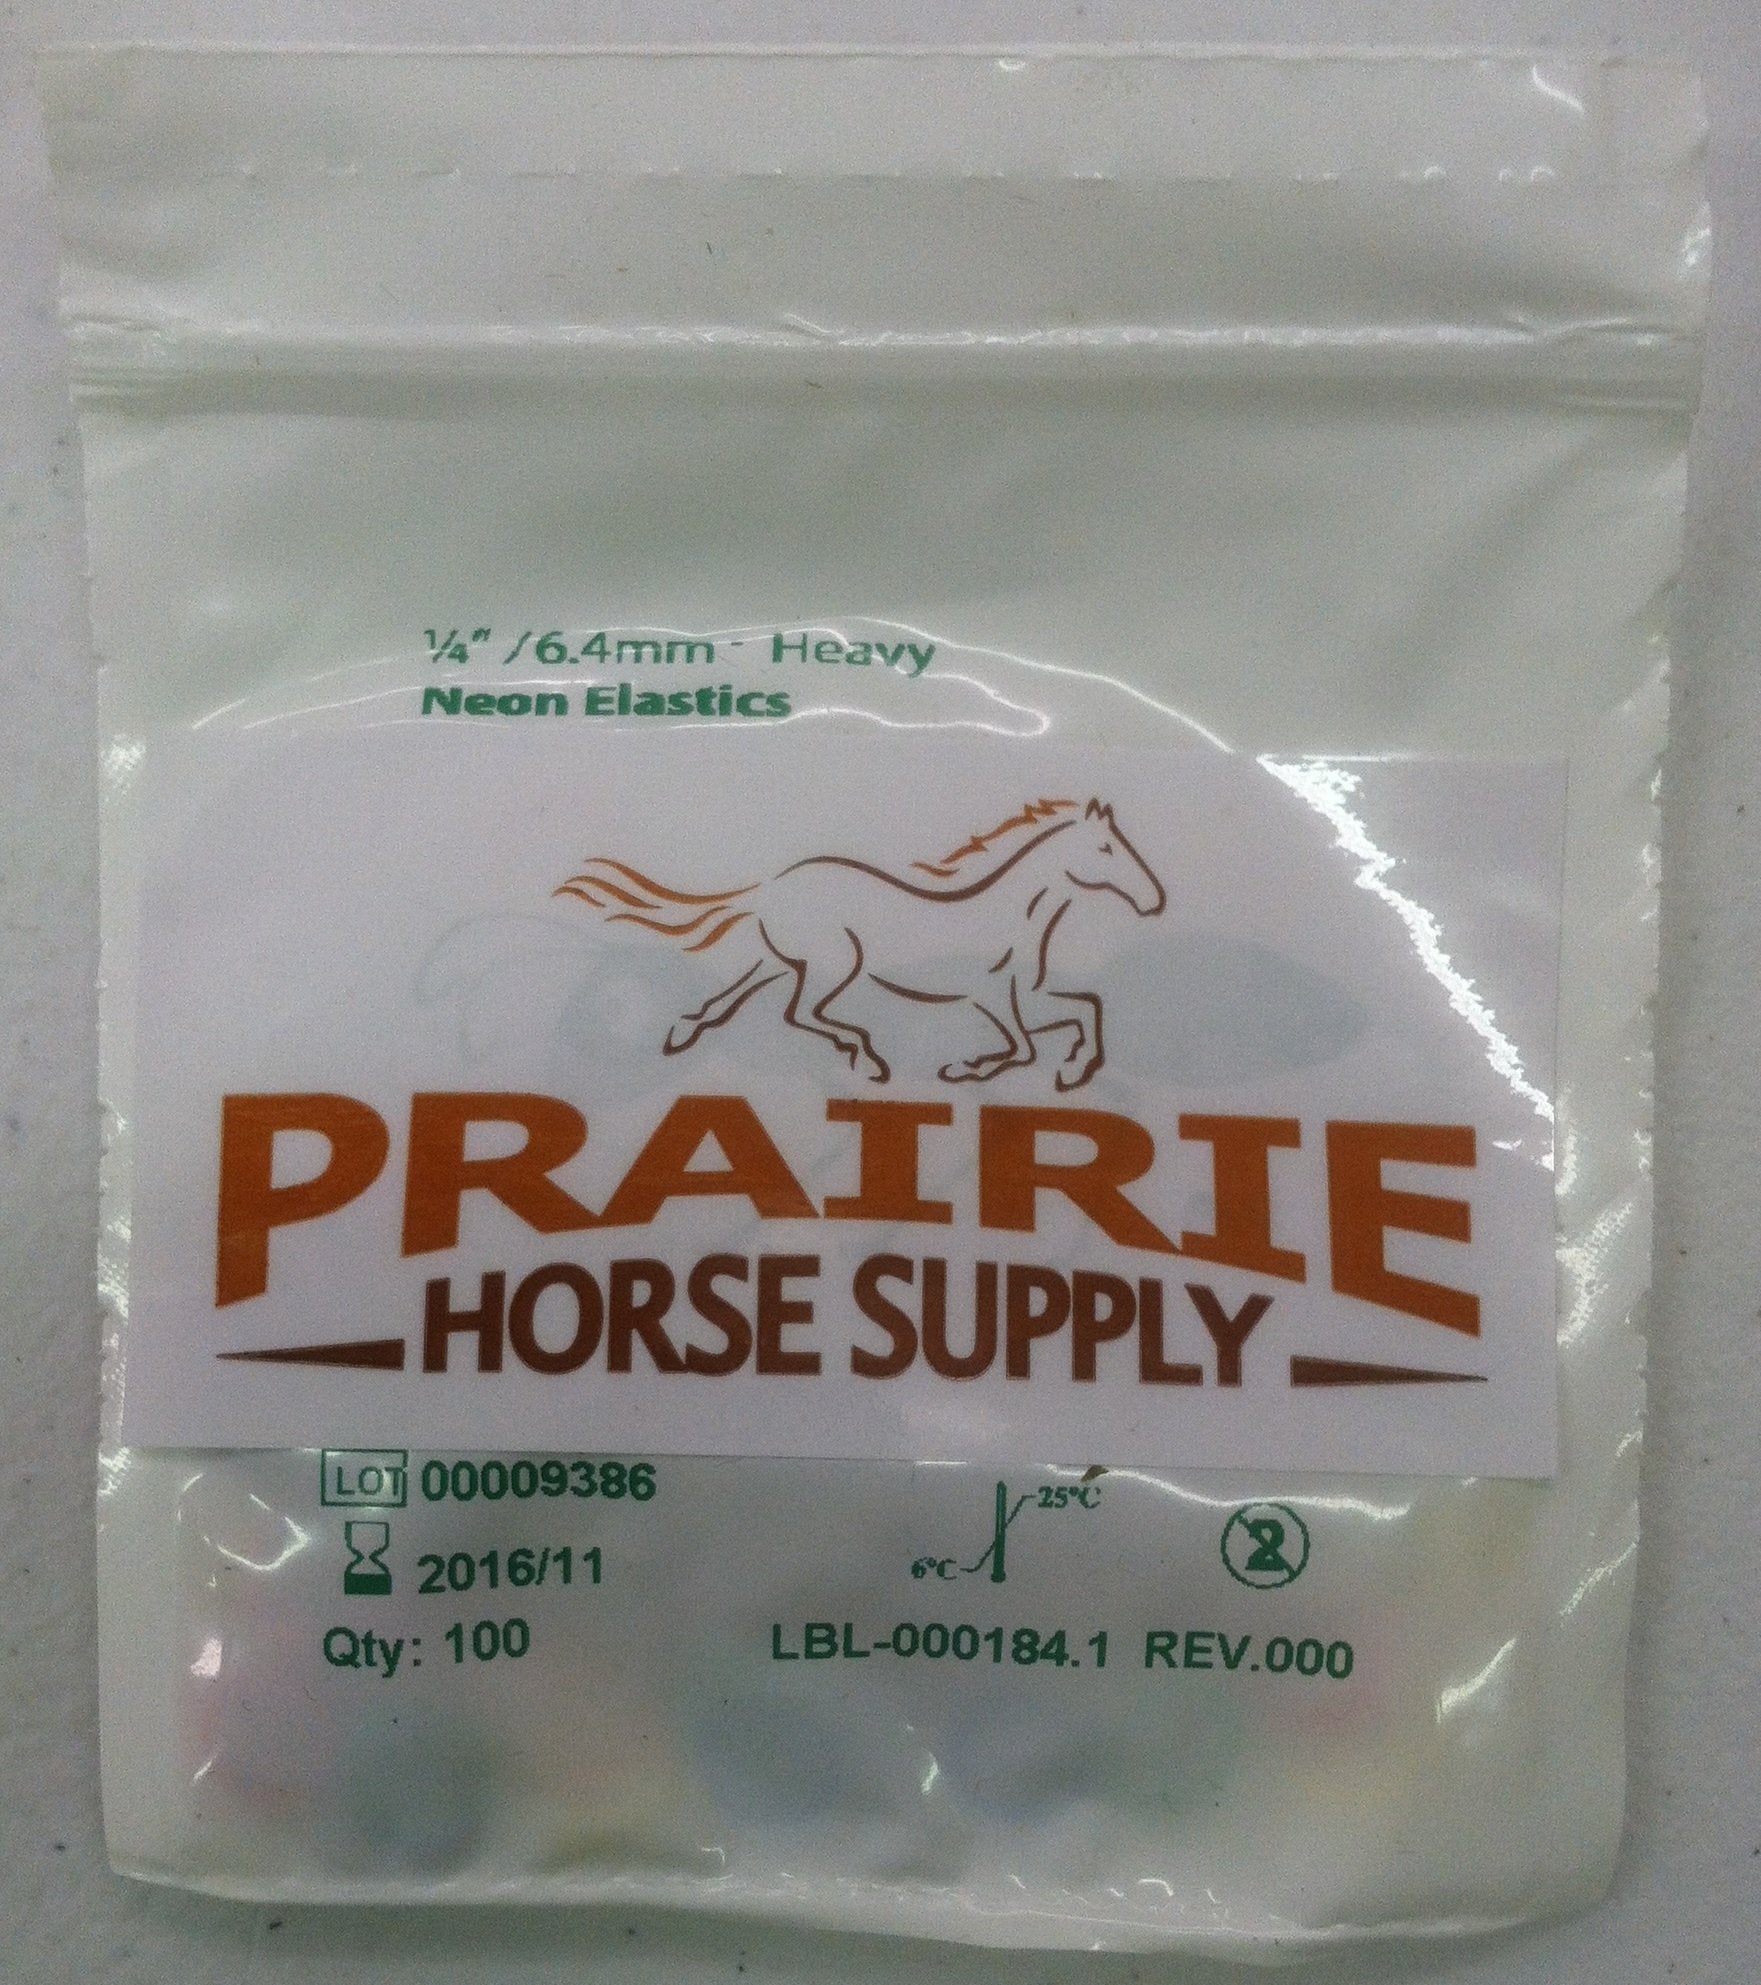 ¼" /6.4mm - Heavy
Neon Elastics
PRAIRIE
HORSE SUPPLY
LOT 00009386
25°C
6°C
2
2016/11
Qty: 100
LBL-000184.1 REV.000